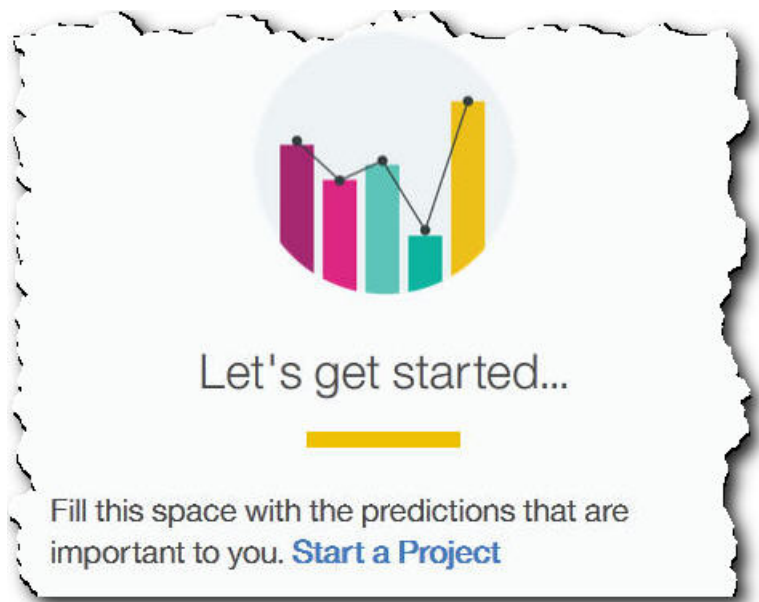 Let's get started...
Fill this space with the predictions that are
important to you. Start a Project